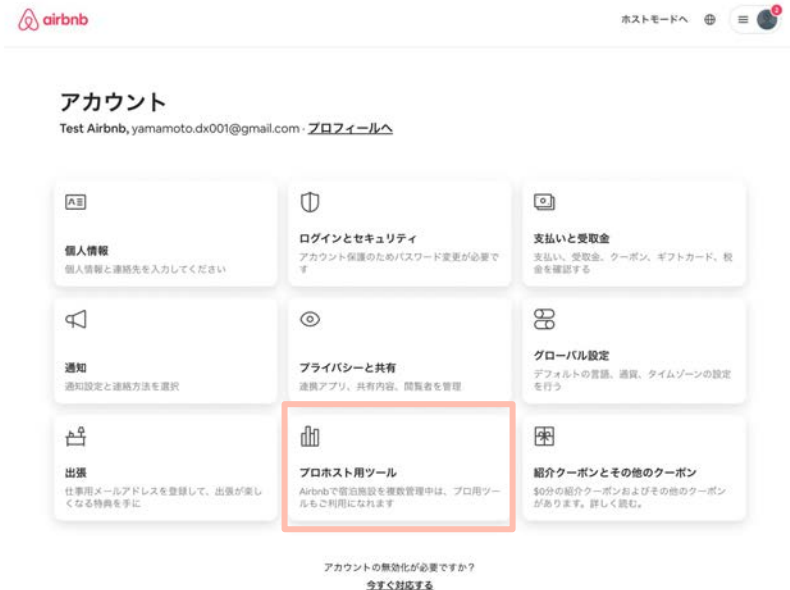 airbnb
ホストモードへ
3
アカウント
Test Airbnb, yamamoto.dx001@gmail.com · プロフィールへ
個人情報
個人情報と連絡先を入力してください
ログインとセキュリティ
アカウント保護のためパスワード変更が必要で
す
支払いと受取金
支払い、受取金、クーポン、ギフトカード、税
金を確認する
通知
通知設定と連絡方法を選択
プライバシーと共有
連携アプリ、共有内容、閲覧者を管理
グローバル設定
デフォルトの言語、通貨、タイムゾーンの設定
を行う
出張
仕事用メールアドレスを登録して、出張が楽し
くなる特典を手に
プロホスト用ツール
Airbnbで宿泊施設を複数管理中は、プロ用ツー
ルもご利用になれます
紹介クーポンとその他のクーポン
$0分の紹介クーポンおよびその他のクーポン
があります。詳しく読む。
アカウントの無効化が必要ですか？
今すぐ対応する